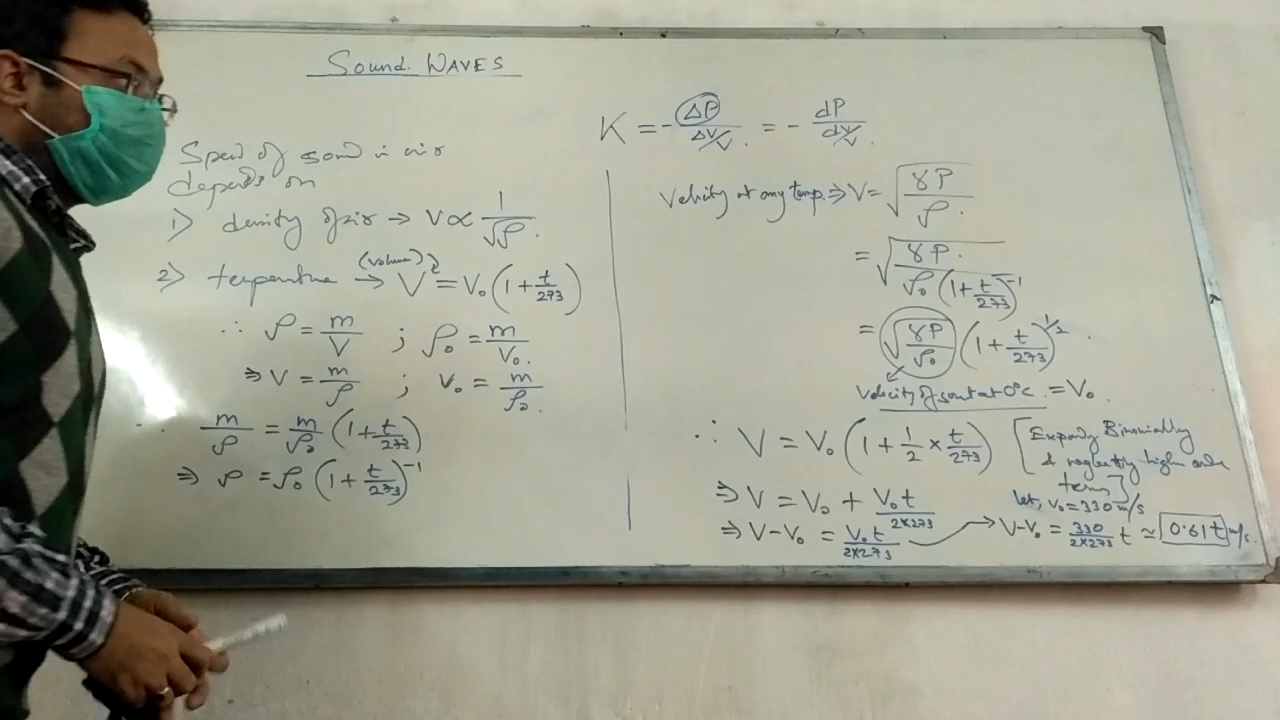 Sound WAVES
Speed of sound in air
depends on
1) density of air → V ∝ 1/√ρ.
2) temperature → (volume) V = V₀(1 + t/273)
∴ ρ = m/V ; ρ₀ = m/V₀.
⇒ V = m/ρ ; V₀ = m/ρ₀.
∴ m/ρ = m/ρ₀ (1 + t/273)
⇒ ρ = ρ₀ (1 + t/273)⁻¹
K = - ΔP/(ΔV/V). = - dP/(dV/V).
Velocity at any temp. ⇒ V = √(γP/ρ.)
= √(γP/(ρ₀(1 + t/273)⁻¹))
= √(γP/ρ₀) (1 + t/273)^1/2.
Velocity of sound at 0°C. = V₀.
∴ V = V₀ (1 + 1/2 × t/273) [Expandg Binomially
& neglectig high order
terms]
⇒ V = V₀ + V₀t/(2×273)
let, V₀ = 330 m/s
⇒ V - V₀ = V₀t/(2×273) → V - V₀ = 330/(2×273) t ≃ 0.61 t m/s.